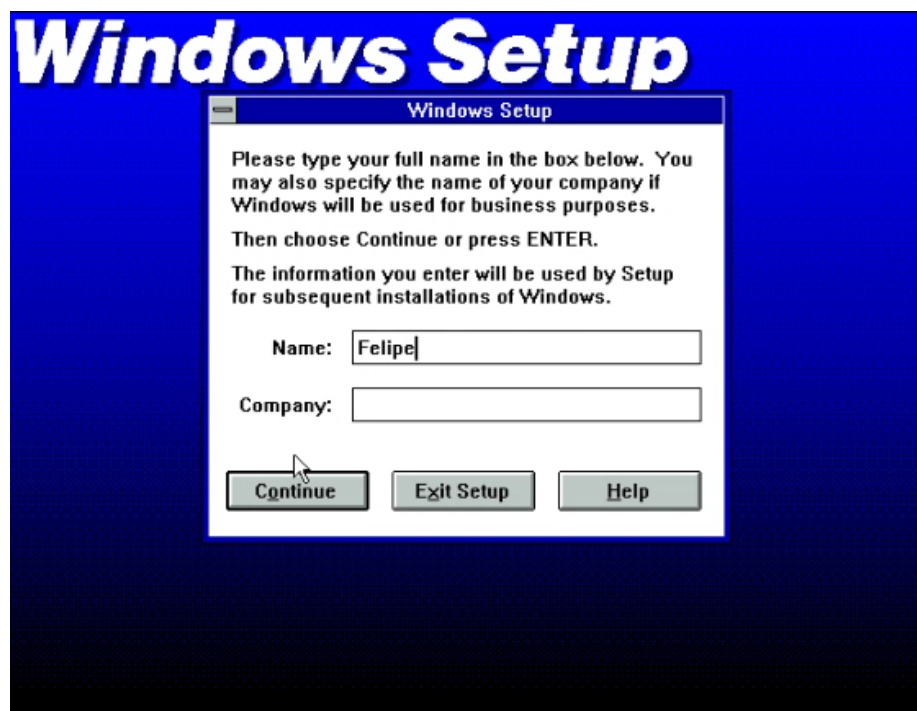 Windows Setup
Windows Setup
Please type your full name in the box below. You
may also specify the name of your company if
Windows will be used for business purposes.
Then choose Continue or press ENTER.
The information you enter will be used by Setup
for subsequent installations of Windows.
Name: Felipe
Company:
Continue Exit Setup Help